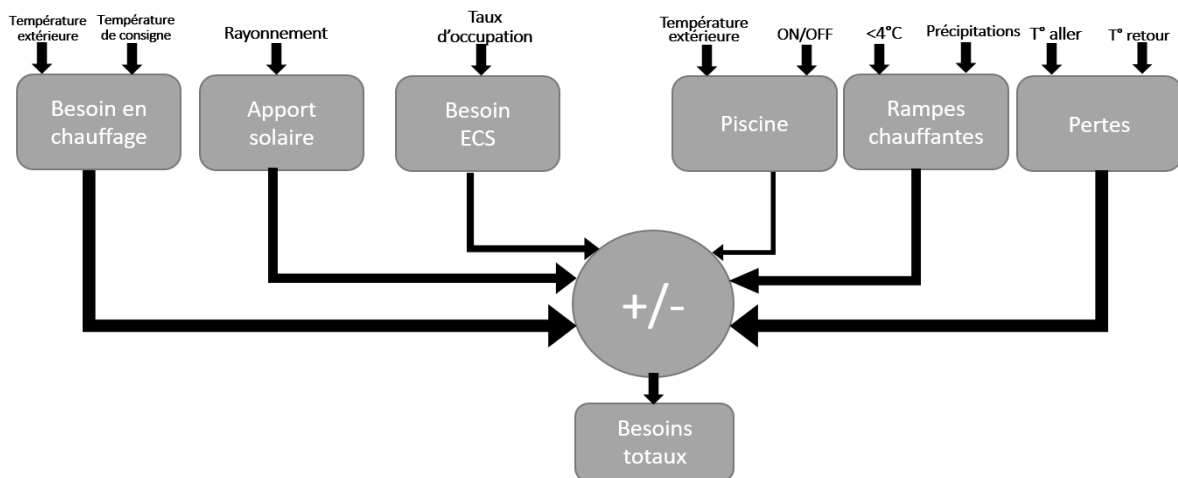 Température
extérieure
Température
de consigne
Rayonnement
Taux
d'occupation
Température
extérieure
ON/OFF
<4°C
Précipitations
T° aller
T° retour
Besoin en
chauffage
Apport
solaire
Besoin
ECS
Piscine
Rampes
chauffantes
Pertes
+/-
Besoins
totaux